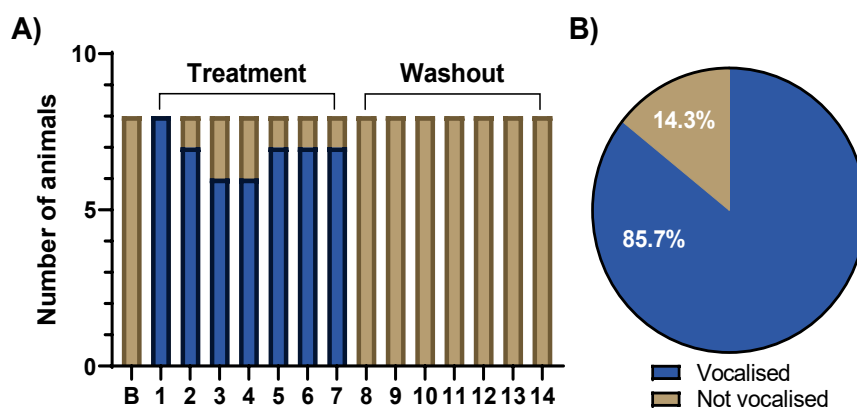 A)
B)
10
Treatment
Washout
Number of animals
5
0
B 1 2 3 4 5 6 7 8 9 10 11 12 13 14
14.3%
85.7%
Vocalised
Not vocalised